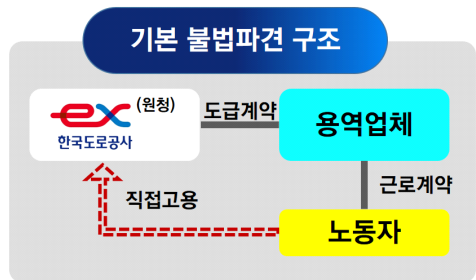 기본 불법파견 구조
ex (원청)
한국도로공사
도급계약
용역업체
근로계약
직접고용
노동자